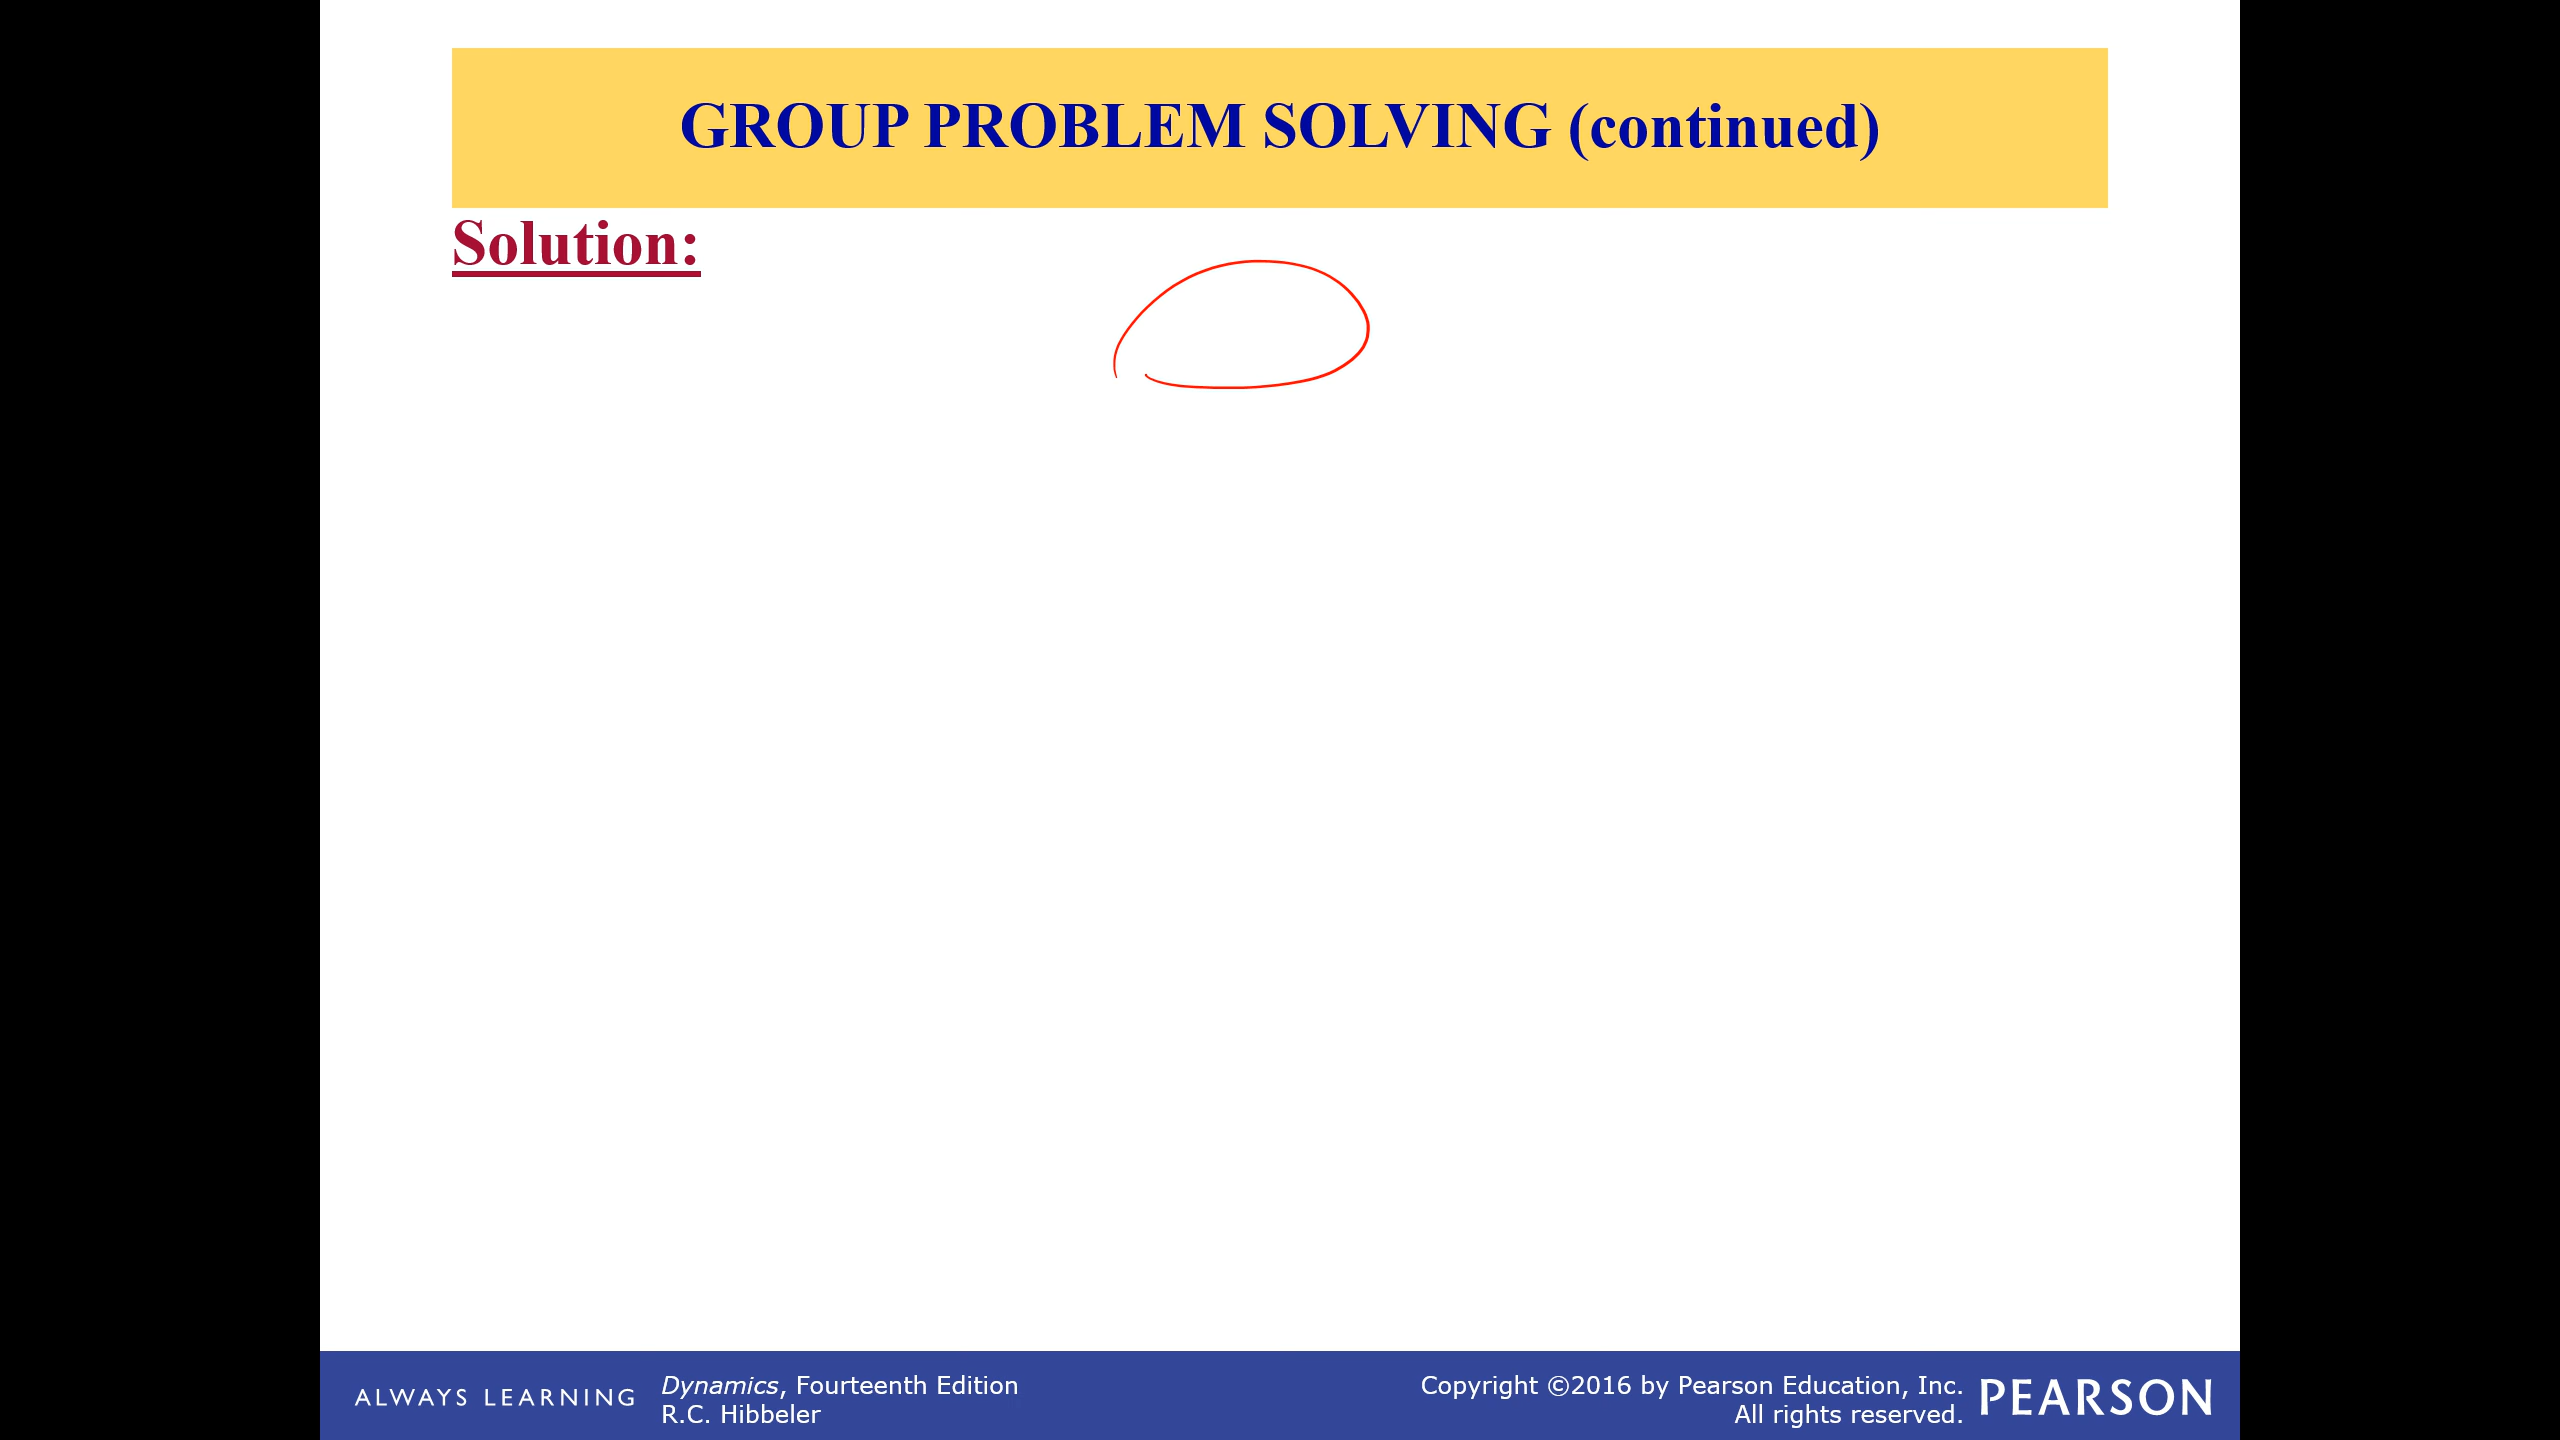 GROUP PROBLEM SOLVING (continued)
Solution:
ALWAYS LEARNING
Dynamics, Fourteenth Edition
R.C. Hibbeler
Copyright ©2016 by Pearson Education, Inc.
All rights reserved.
PEARSON